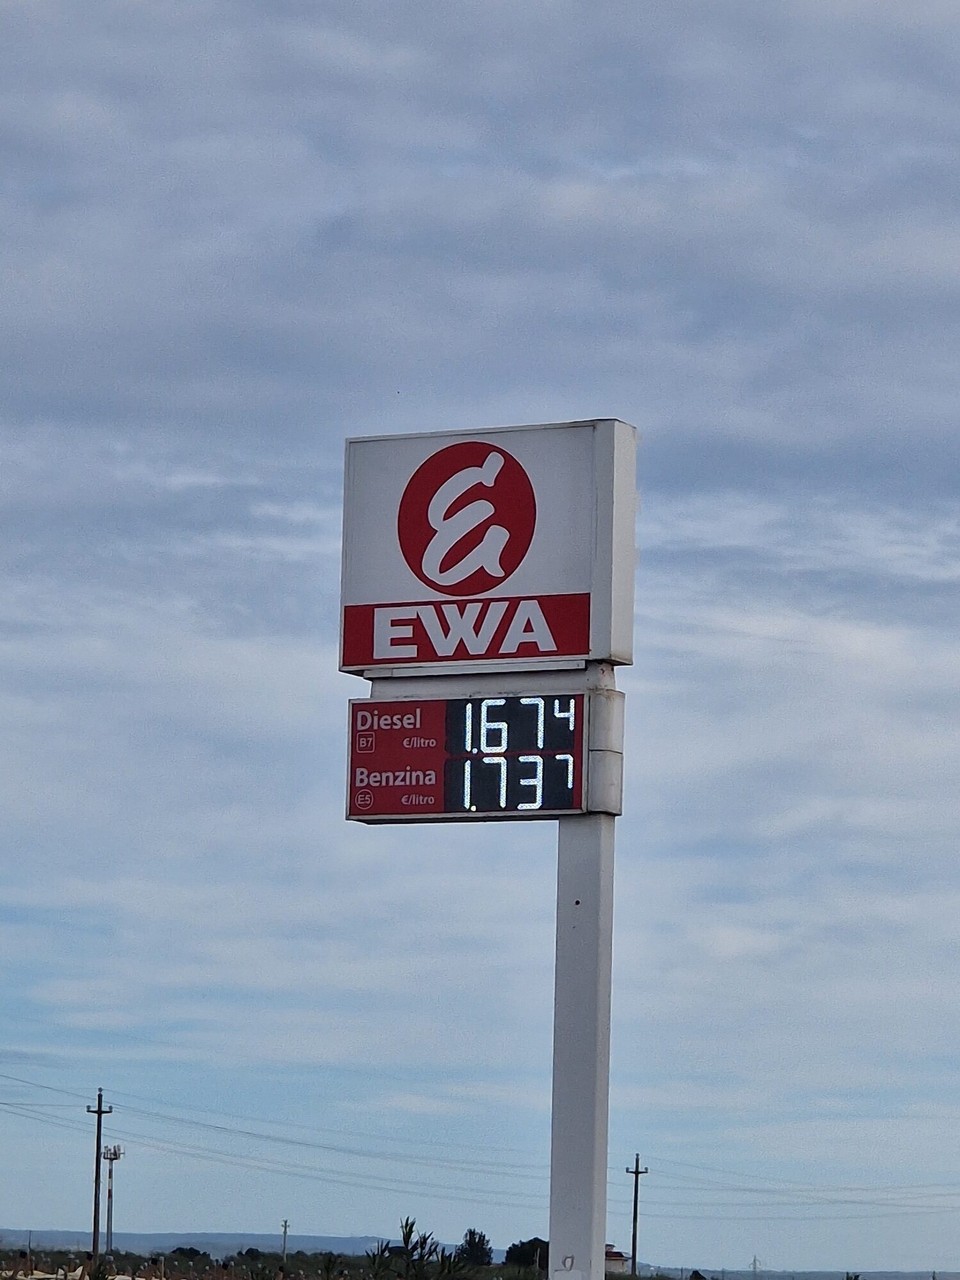 E
EWA
Diesel 1.674
B7 €/litro
Benzina 1.737
E5 €/litro